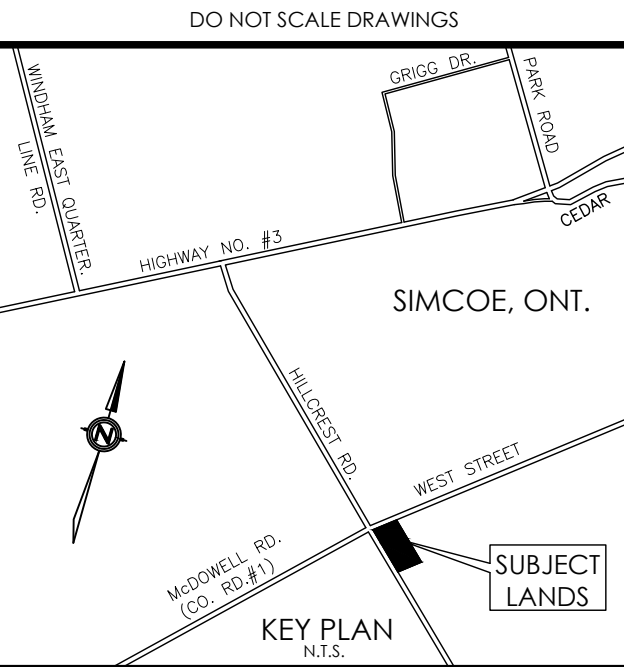 DO NOT SCALE DRAWINGS
WINDHAM EAST QUARTER.
LINE RD.
GRIGG DR.
PARK ROAD
CEDAR
HIGHWAY NO. #3
SIMCOE, ONT.
N
HILLCREST RD.
WEST STREET
McDOWELL RD.
(CO. RD.#1)
SUBJECT
LANDS
KEY PLAN
N.T.S.